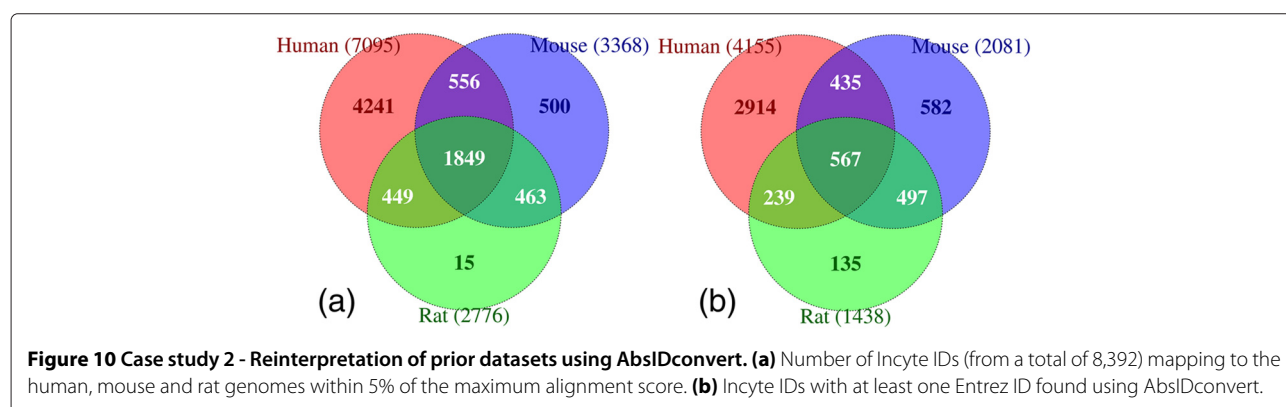 Human (7095) Mouse (3368) Human (4155) Mouse (2081)
556 435
4241 500 2914 582
1849 567
449 463 239 497
15 135
(a) (b)
Rat (2776) Rat (1438)
Figure 10 Case study 2 - Reinterpretation of prior datasets using AbsIDconvert. (a) Number of Incyte IDs (from a total of 8,392) mapping to the
human, mouse and rat genomes within 5% of the maximum alignment score. (b) Incyte IDs with at least one Entrez ID found using AbsIDconvert.